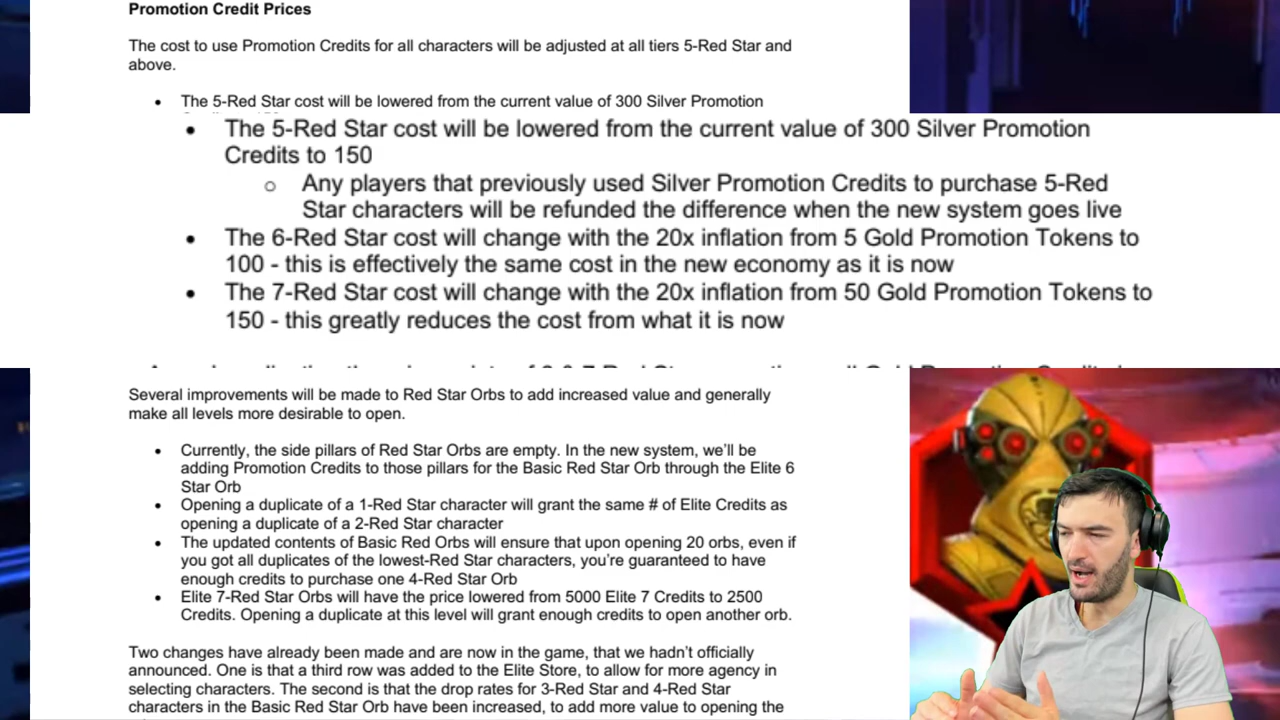 Promotion Credit Prices
The cost to use Promotion Credits for all characters will be adjusted at all tiers 5-Red Star and
above.
• The 5-Red Star cost will be lowered from the current value of 300 Silver Promotion
• The 5-Red Star cost will be lowered from the current value of 300 Silver Promotion
Credits to 150
o Any players that previously used Silver Promotion Credits to purchase 5-Red
Star characters will be refunded the difference when the new system goes live
• The 6-Red Star cost will change with the 20x inflation from 5 Gold Promotion Tokens to
100 - this is effectively the same cost in the new economy as it is now
• The 7-Red Star cost will change with the 20x inflation from 50 Gold Promotion Tokens to
150 - this greatly reduces the cost from what it is now
Several improvements will be made to Red Star Orbs to add increased value and generally
make all levels more desirable to open.
• Currently, the side pillars of Red Star Orbs are empty. In the new system, we'll be
adding Promotion Credits to those pillars for the Basic Red Star Orb through the Elite 6
Star Orb
• Opening a duplicate of a 1-Red Star character will grant the same # of Elite Credits as
opening a duplicate of a 2-Red Star character
• The updated contents of Basic Red Orbs will ensure that upon opening 20 orbs, even if
you got all duplicates of the lowest-Red Star characters, you're guaranteed to have
enough credits to purchase one 4-Red Star Orb
• Elite 7-Red Star Orbs will have the price lowered from 5000 Elite 7 Credits to 2500
Credits. Opening a duplicate at this level will grant enough credits to open another orb.
Two changes have already been made and are now in the game, that we hadn't officially
announced. One is that a third row was added to the Elite Store, to allow for more agency in
selecting characters. The second is that the drop rates for 3-Red Star and 4-Red Star
characters in the Basic Red Star Orb have been increased, to add more value to opening the